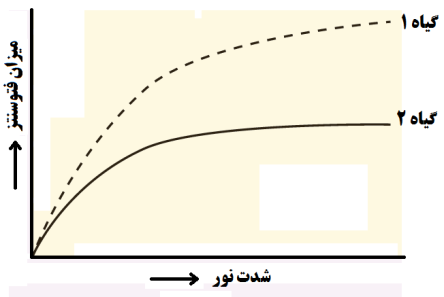 گیاه ۱
گیاه ۲
میزان فتوسنتز
شدت نور